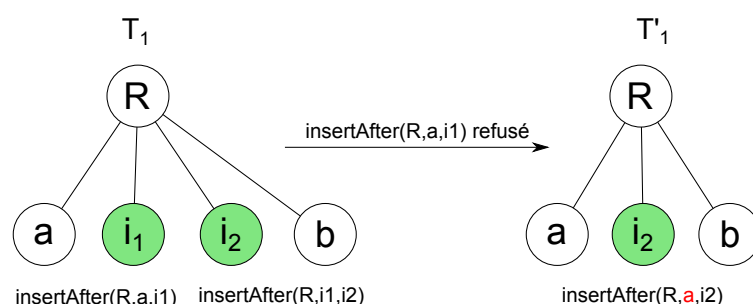 T1
T'1
R
R
insertAfter(R,a,i1) refusé
a
i1
i2
b
a
i2
b
insertAfter(R,a,i1)
insertAfter(R,i1,i2)
insertAfter(R,a,i2)